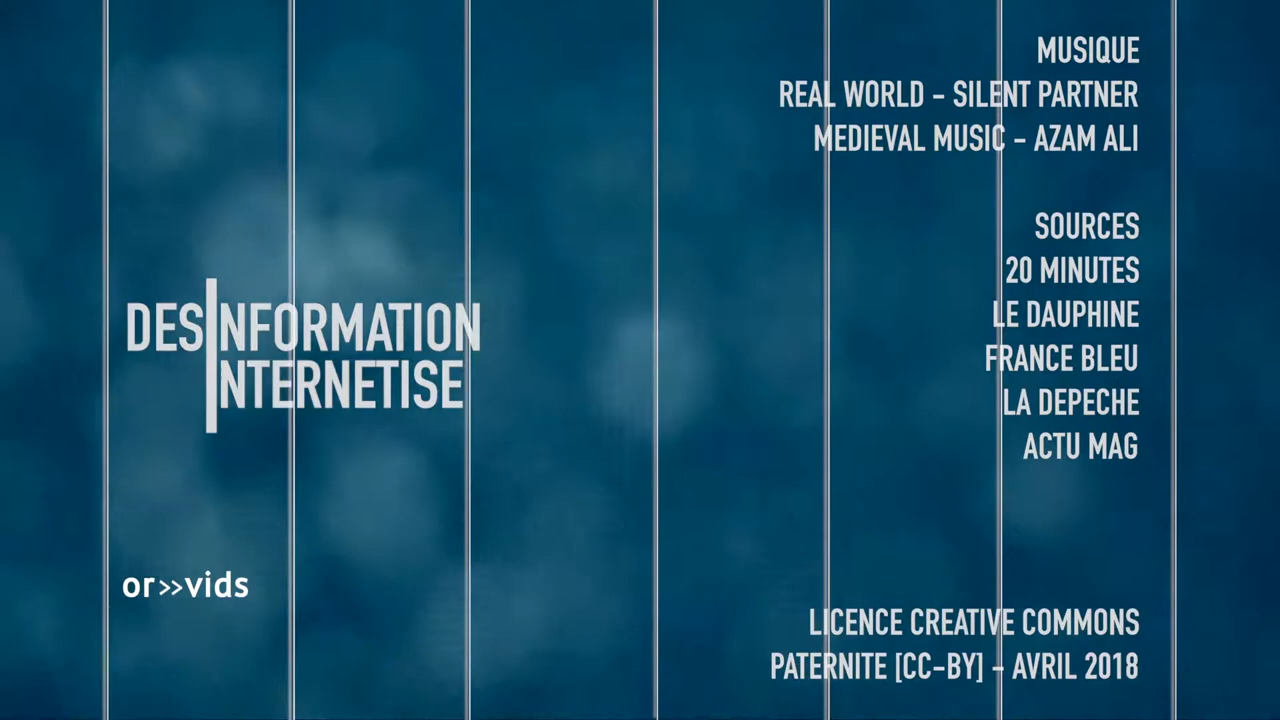 DESINFORMATION
INTERNETISE
or>>vids
MUSIQUE
REAL WORLD - SILENT PARTNER
MEDIEVAL MUSIC - AZAM ALI
SOURCES
20 MINUTES
LE DAUPHINE
FRANCE BLEU
LA DEPECHE
ACTU MAG
LICENCE CREATIVE COMMONS
PATERNITE [CC-BY] - AVRIL 2018